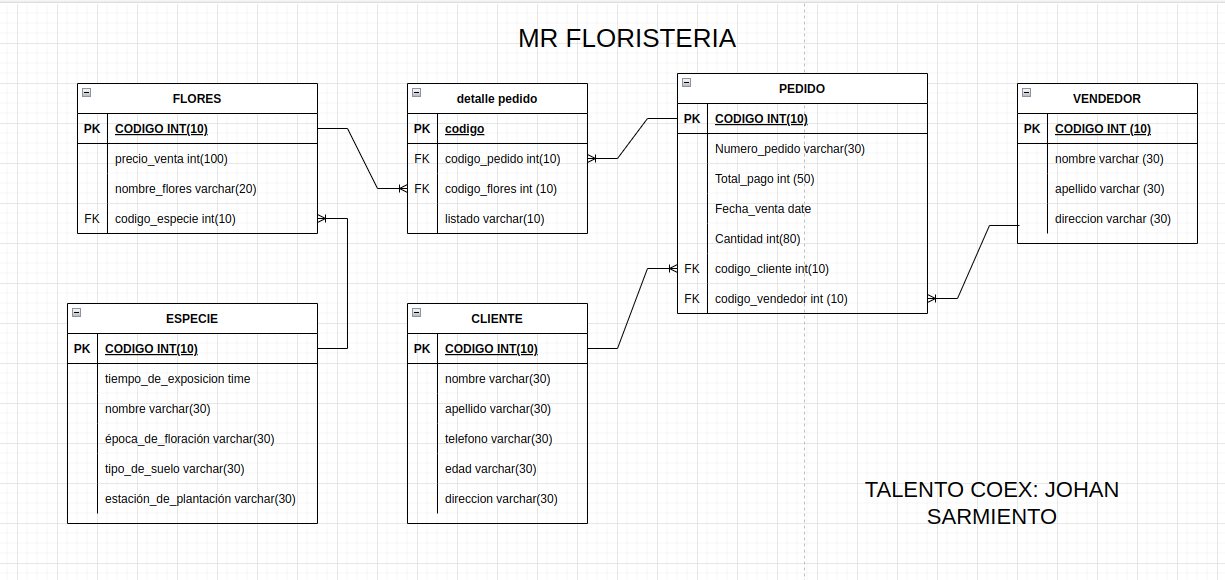 MR FLORISTERIA
FLORES
PK CODIGO INT(10)
precio_venta int(100)
nombre_flores varchar(20)
FK codigo_especie int(10)
detalle pedido
PK codigo
FK codigo_pedido int(10)
FK codigo_flores int (10)
listado varchar(10)
PEDIDO
PK CODIGO INT(10)
Numero_pedido varchar(30)
Total_pago int (50)
Fecha_venta date
Cantidad int(80)
FK codigo_cliente int(10)
FK codigo_vendedor int (10)
VENDEDOR
PK CODIGO INT (10)
nombre varchar (30)
apellido varchar (30)
direccion varchar (30)
ESPECIE
PK CODIGO INT(10)
tiempo_de_exposicion time
nombre varchar(30)
época_de_floración varchar(30)
tipo_de_suelo varchar(30)
estación_de_plantación varchar(30)
CLIENTE
PK CODIGO INT(10)
nombre varchar(30)
apellido varchar(30)
telefono varchar(30)
edad varchar(30)
direccion varchar(30)
TALENTO COEX: JOHAN
SARMIENTO